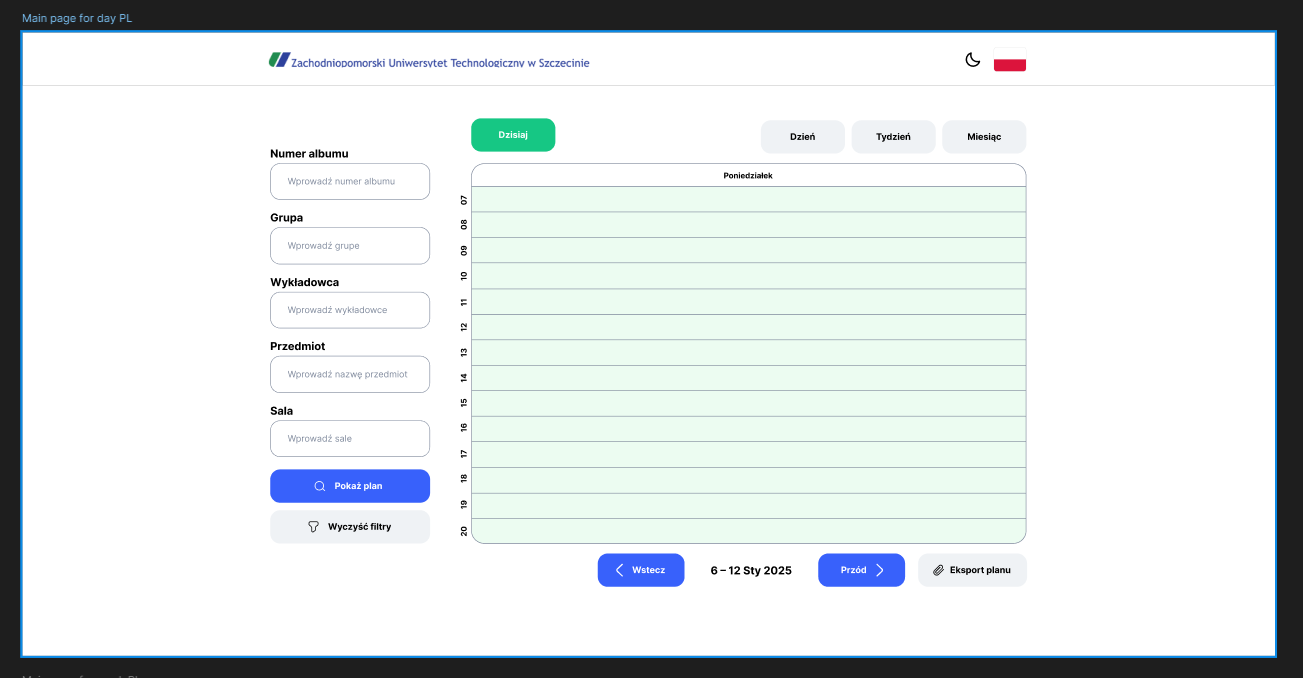 Main page for day PL
Zachodniopomorski Uniwersytet Technologiczny w Szczecinie
Dzisiaj
Dzień
Tydzień
Miesiąc
Numer albumu
Wprowadź numer albumu
Grupa
Wprowadź grupe
Wykładowca
Wprowadź wykładowce
Przedmiot
Wprowadź nazwę przedmiot
Sala
Wprowadź sale
Pokaż plan
Wyczyść filtry
Poniedziałek
07
08
09
10
11
12
13
14
15
16
17
18
19
20
Wstecz
6 – 12 Sty 2025
Przód
Eksport planu